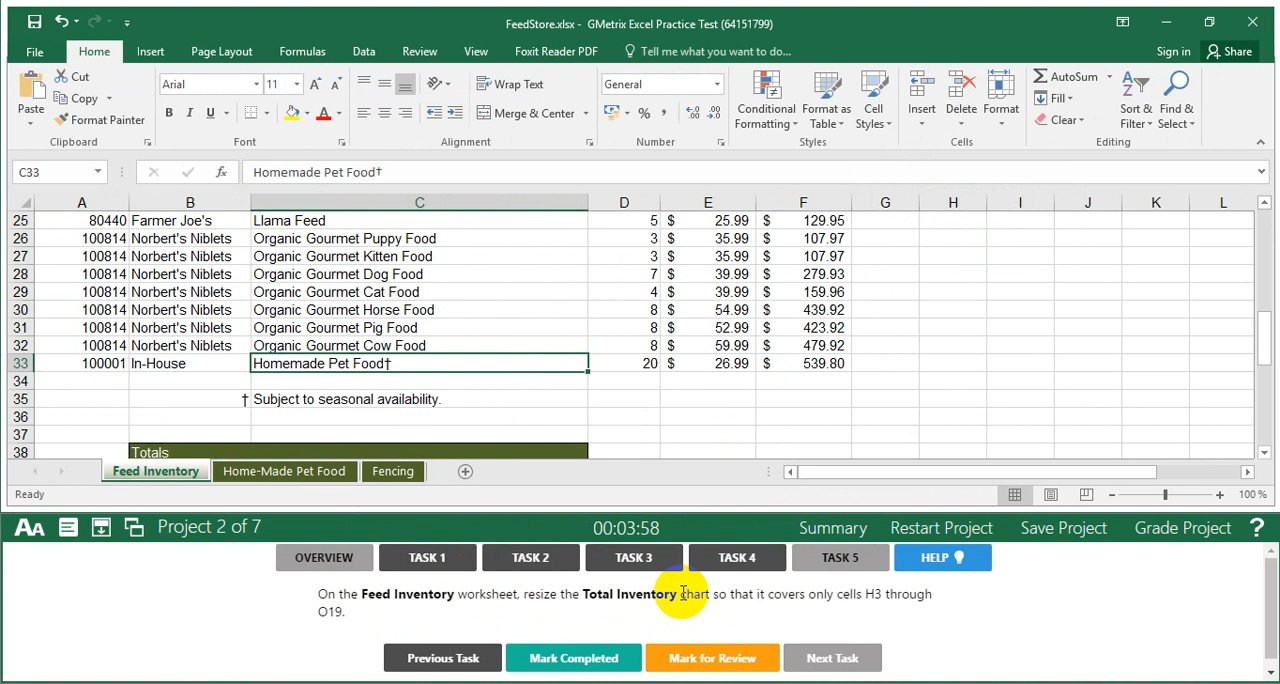 FeedStore.xlsx - GMetrix Excel Practice Test (64151799)
File Home Insert Page Layout Formulas Data Review View Foxit Reader PDF Tell me what you want to do... Sign in Share
Paste
Cut
Copy
Format Painter
Clipboard
Arial 11
B I U
Font
Wrap Text
Merge & Center
Alignment
General
$ % ,
Number
Conditional Formatting
Format as Table
Cell Styles
Styles
Insert
Delete
Format
Cells
AutoSum
Fill
Clear
Sort & Filter
Find & Select
Editing
C33 fx Homemade Pet Food†
A B C D E F G H I J K L
25 80440 Farmer Joe's Llama Feed 5 $ 25.99 $ 129.95
26 100814 Norbert's Niblets Organic Gourmet Puppy Food 3 $ 35.99 $ 107.97
27 100814 Norbert's Niblets Organic Gourmet Kitten Food 3 $ 35.99 $ 107.97
28 100814 Norbert's Niblets Organic Gourmet Dog Food 7 $ 39.99 $ 279.93
29 100814 Norbert's Niblets Organic Gourmet Cat Food 4 $ 39.99 $ 159.96
30 100814 Norbert's Niblets Organic Gourmet Horse Food 8 $ 54.99 $ 439.92
31 100814 Norbert's Niblets Organic Gourmet Pig Food 8 $ 52.99 $ 423.92
32 100814 Norbert's Niblets Organic Gourmet Cow Food 8 $ 59.99 $ 479.92
33 100001 In-House Homemade Pet Food† 20 $ 26.99 $ 539.80
34
35 † Subject to seasonal availability.
36
37
38 Totals
Feed Inventory Home-Made Pet Food Fencing
Ready 100 %
AA Project 2 of 7 00:03:58 Summary Restart Project Save Project Grade Project ?
OVERVIEW TASK 1 TASK 2 TASK 3 TASK 4 TASK 5 HELP
On the Feed Inventory worksheet, resize the Total Inventory chart so that it covers only cells H3 through
O19.
Previous Task Mark Completed Mark for Review Next Task